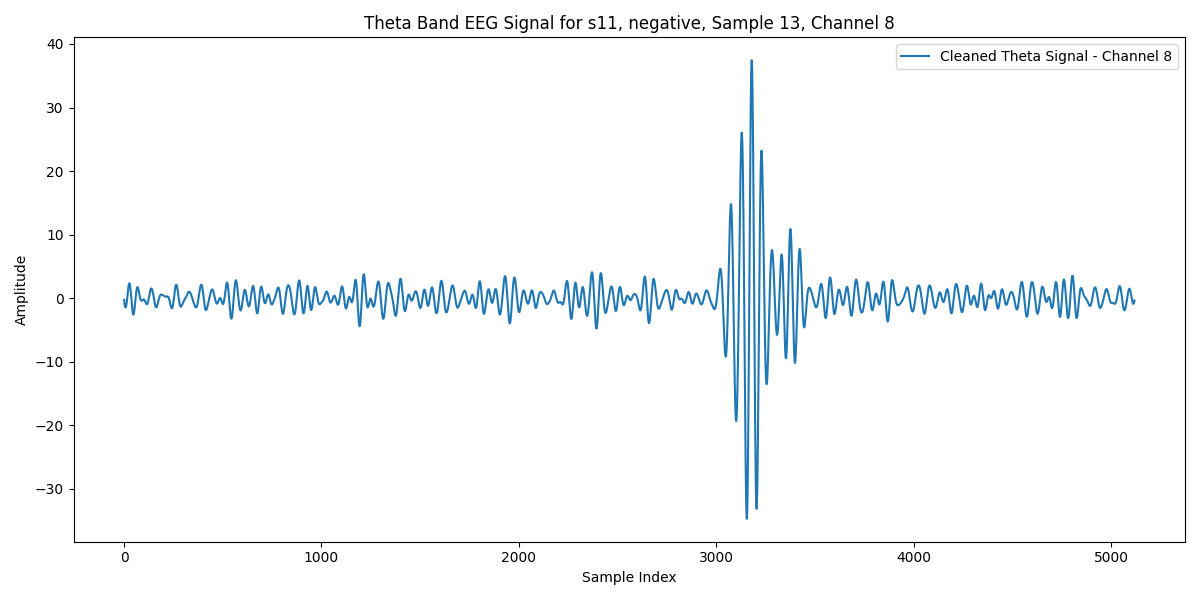 Theta Band EEG Signal for s11, negative, Sample 13, Channel 8
Cleaned Theta Signal - Channel 8
40
30
20
10
0
−10
−20
−30
Amplitude
0 1000 2000 3000 4000 5000
Sample Index